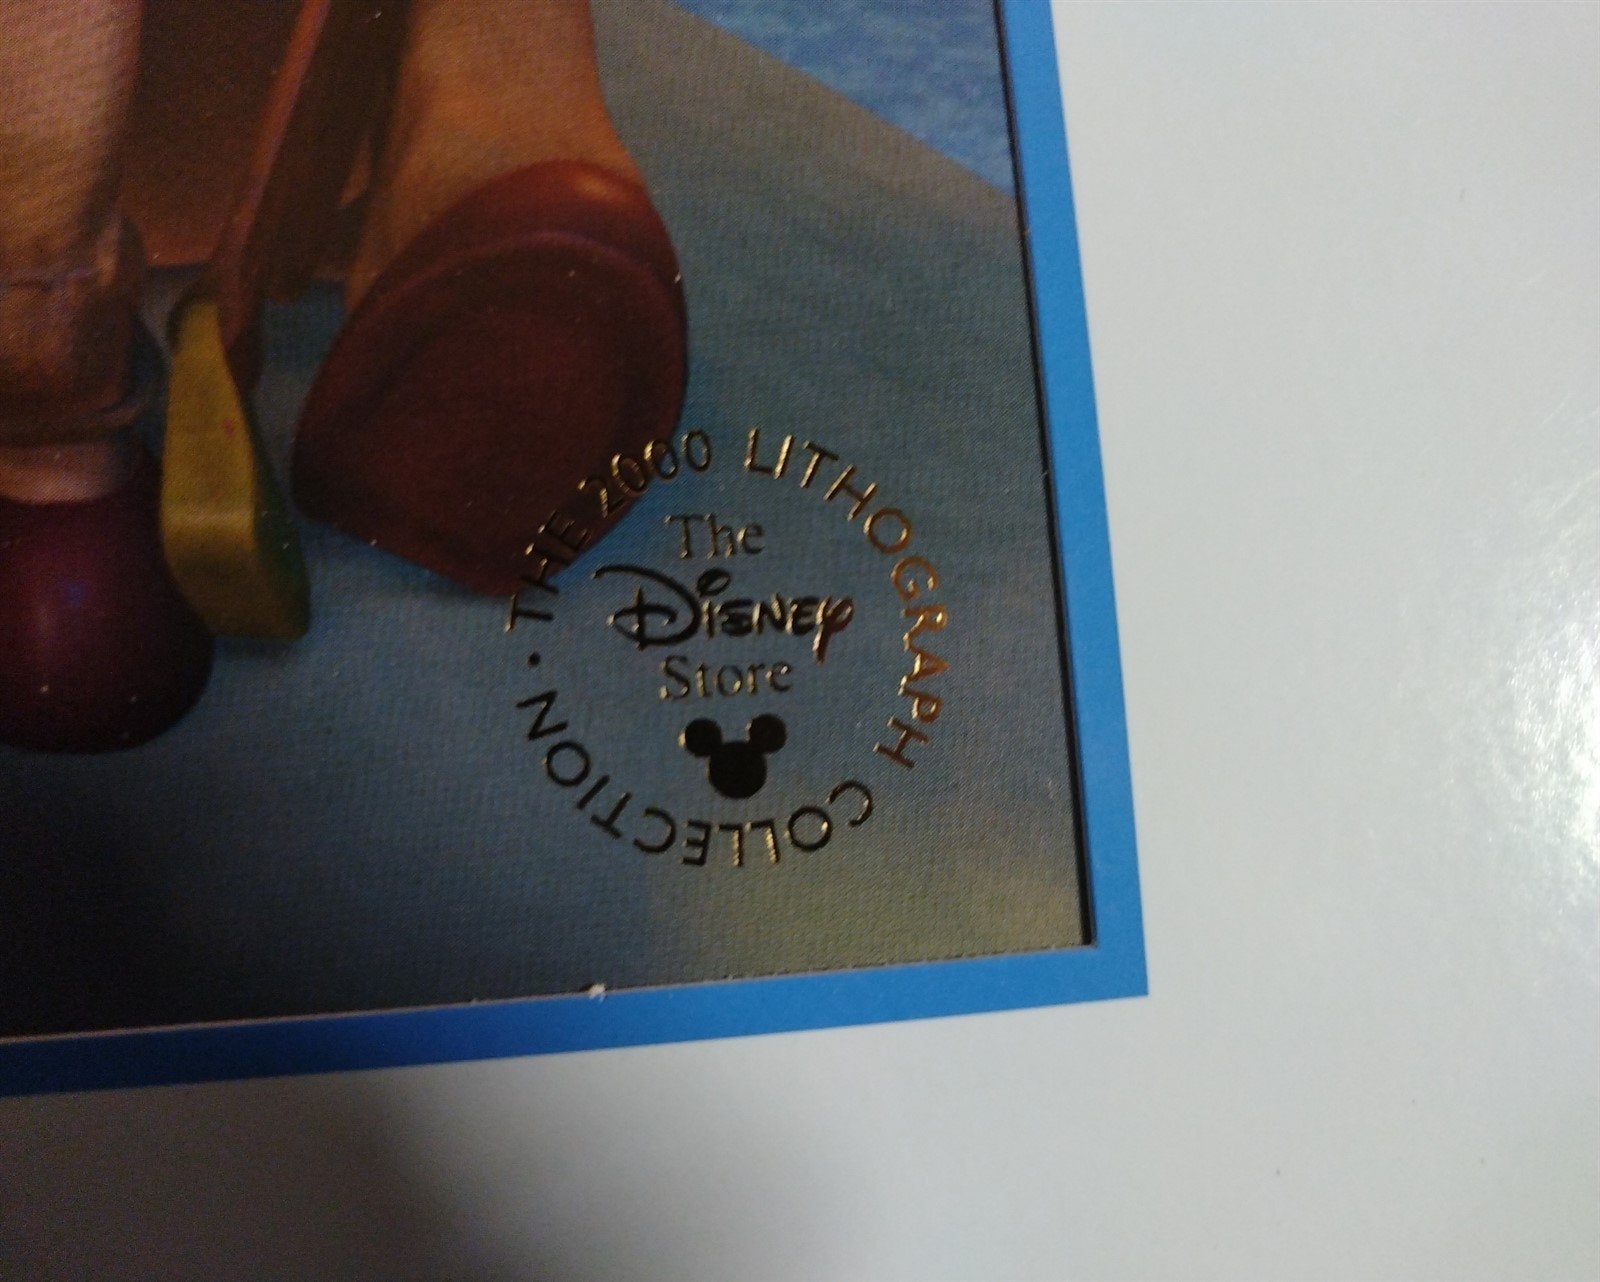 THE 2000 LITHOGRAPH COLLECTION •
The
Disney
Store